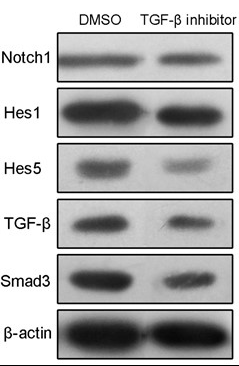 DMSO TGF-β inhibitor
Notch1
Hes1
Hes5
TGF-β
Smad3
β-actin